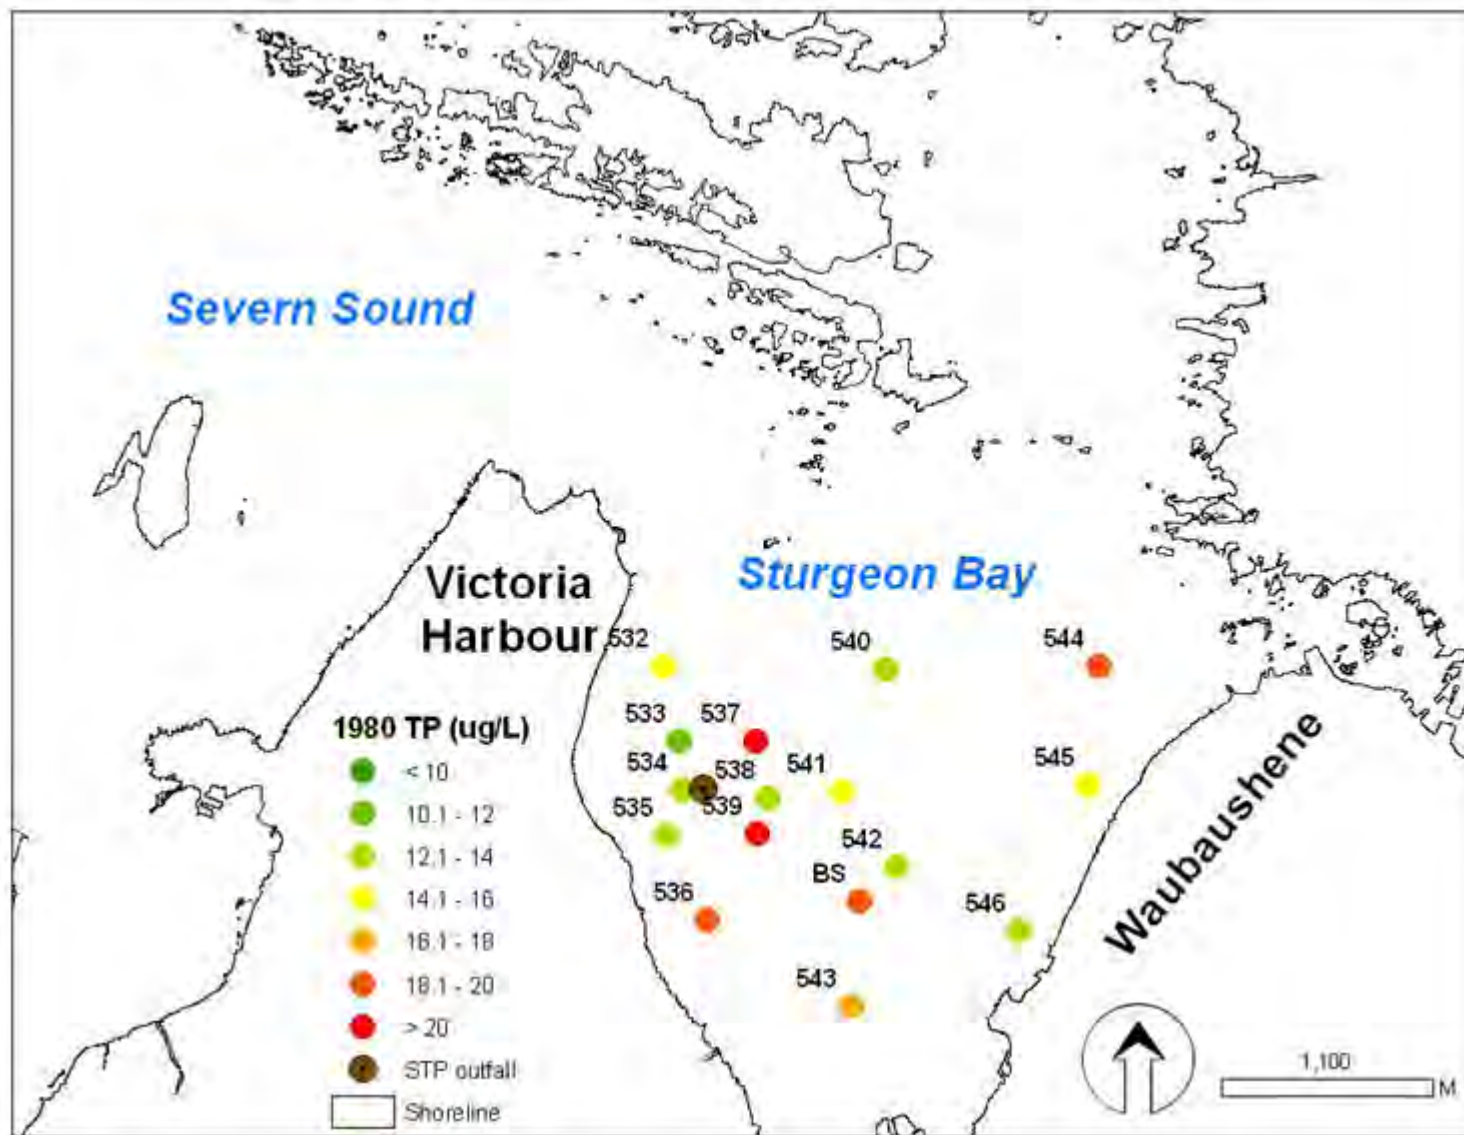 Severn Sound
Sturgeon Bay
Victoria
Harbour
532
540
544
533
537
534
538
541
545
535
539
542
536
BS
546
543
Waubaushene
1980 TP (ug/L)
< 10
10.1 - 12
12.1 - 14
14.1 - 16
16.1 - 18
18.1 - 20
> 20
STP outfall
Shoreline
1,100
M